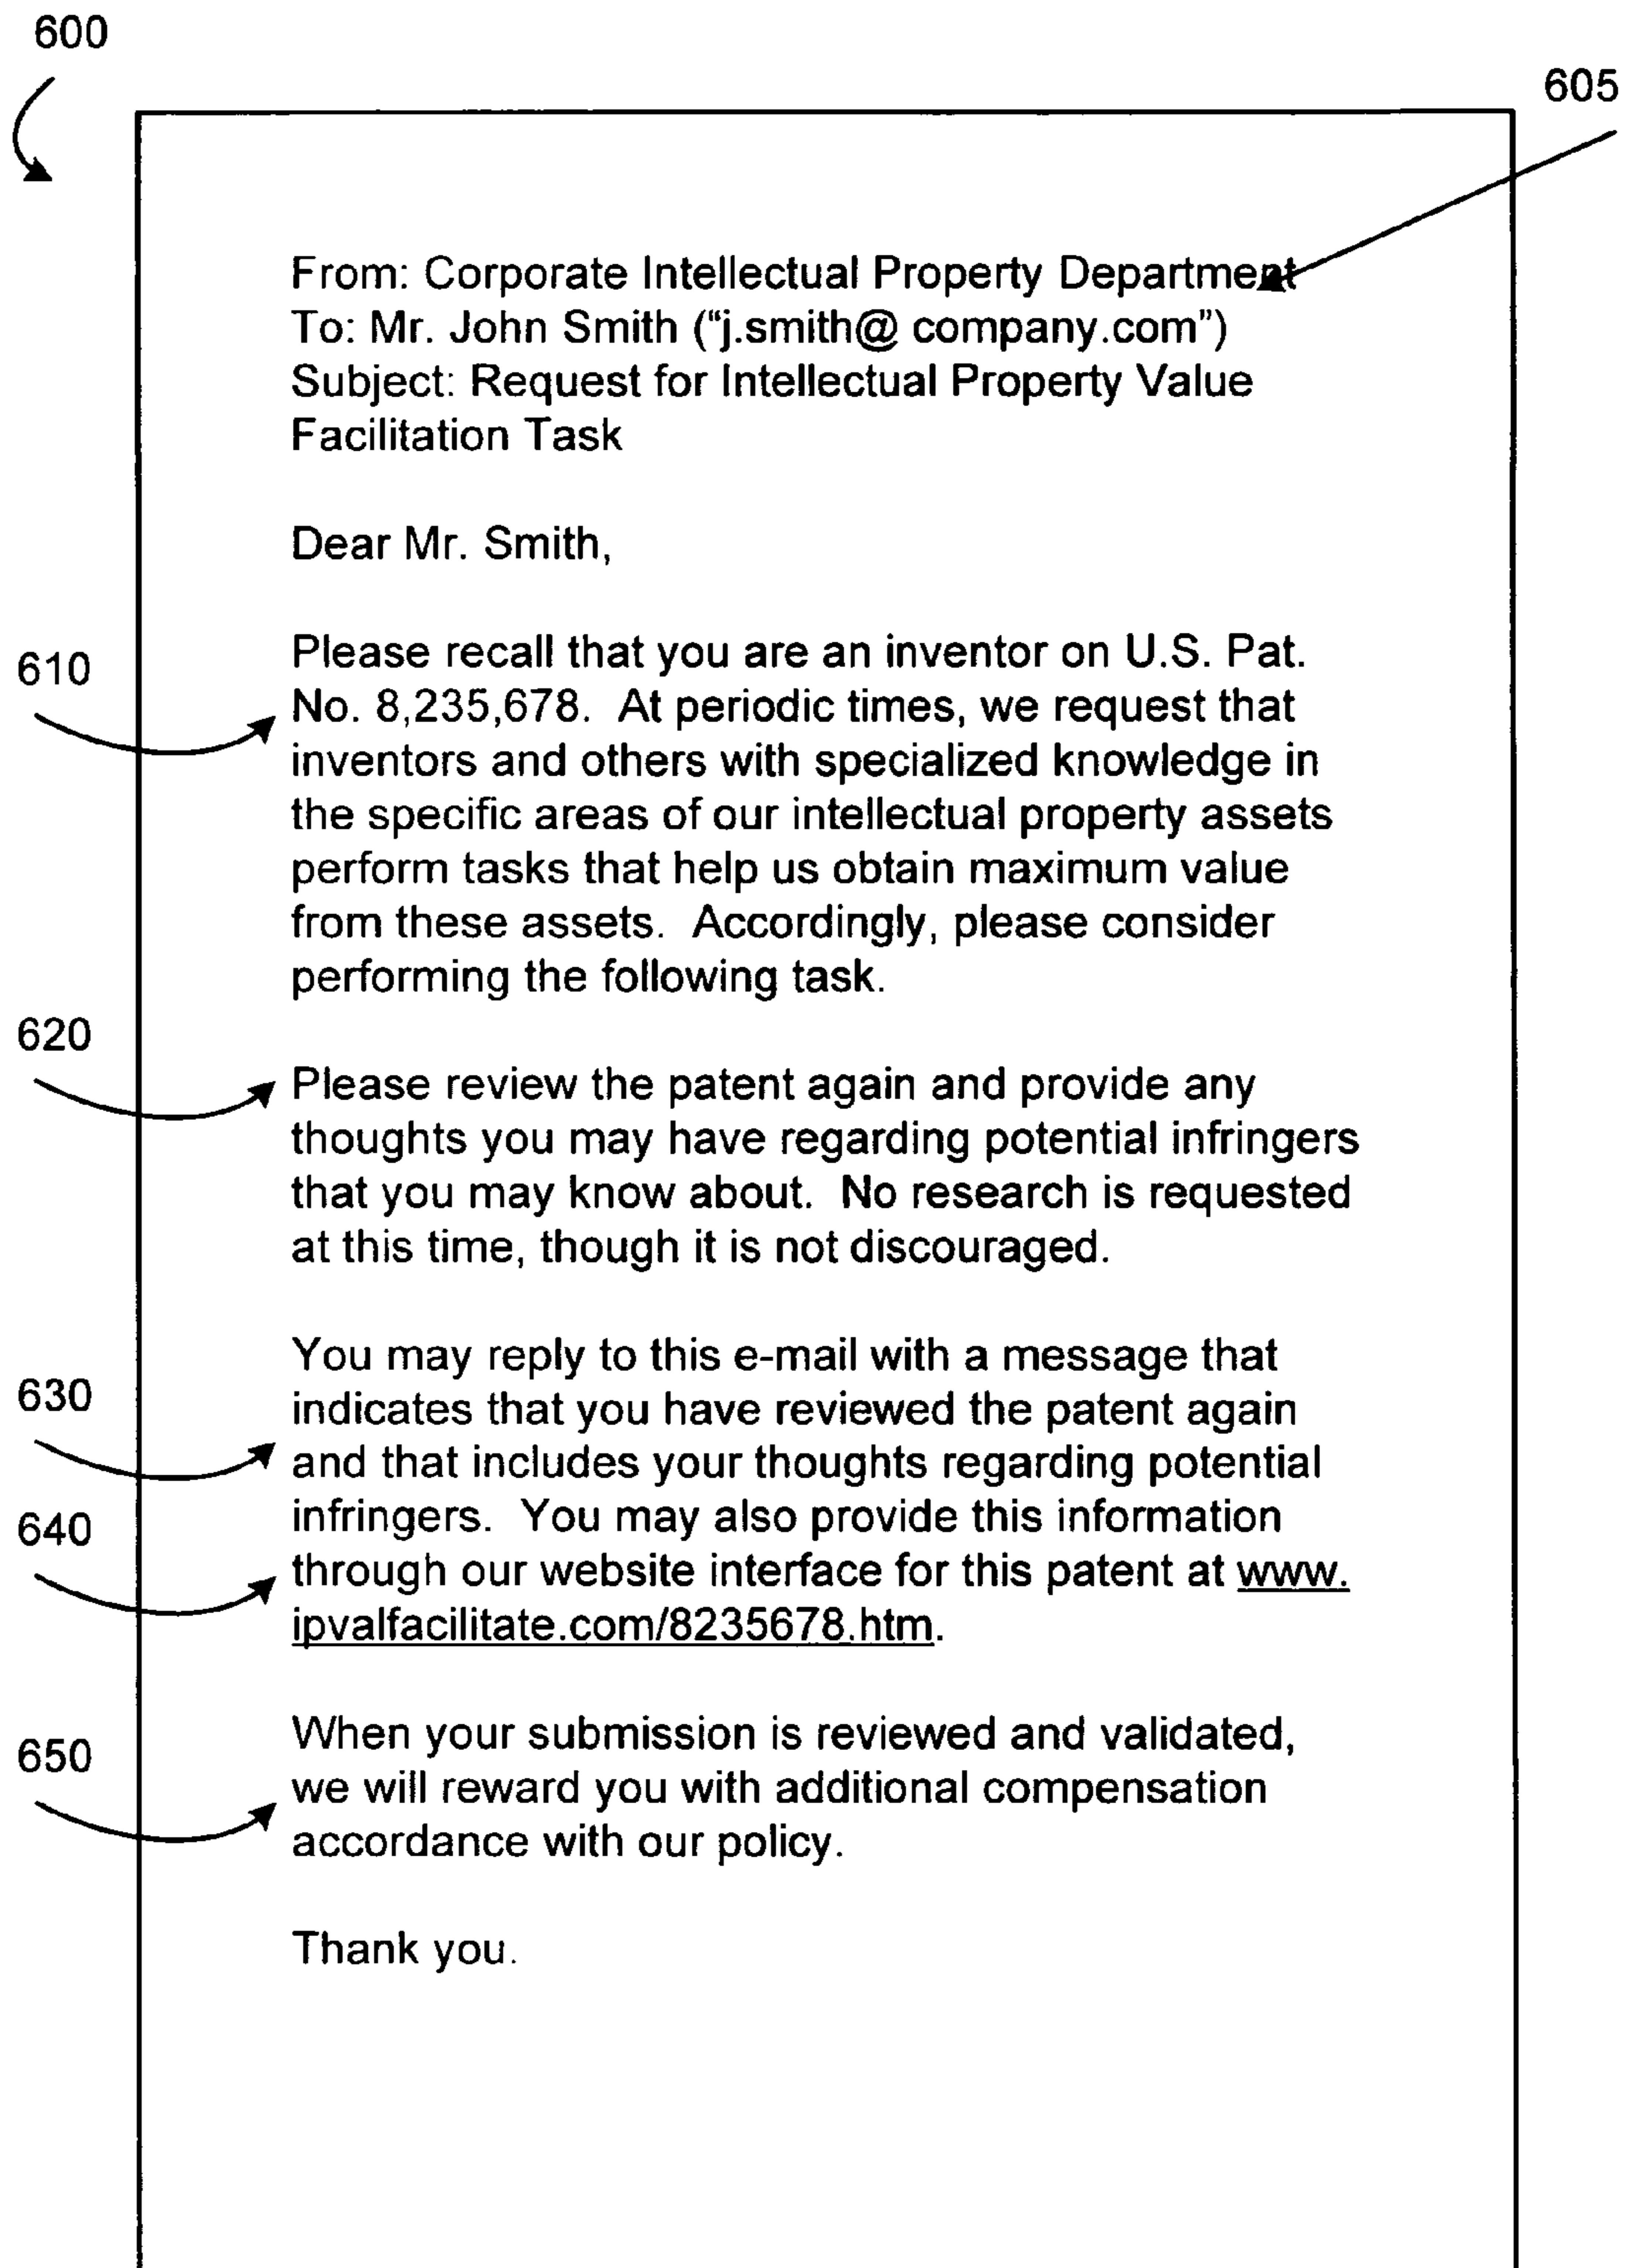 600
605
From: Corporate Intellectual Property Department
To: Mr. John Smith (“j.smith@ company.com”)
Subject: Request for Intellectual Property Value
Facilitation Task
Dear Mr. Smith,
610
Please recall that you are an inventor on U.S. Pat.
No. 8,235,678.  At periodic times, we request that
inventors and others with specialized knowledge in
the specific areas of our intellectual property assets
perform tasks that help us obtain maximum value
from these assets.  Accordingly, please consider
performing the following task.
620
Please review the patent again and provide any
thoughts you may have regarding potential infringers
that you may know about.  No research is requested
at this time, though it is not discouraged.
You may reply to this e-mail with a message that
630
indicates that you have reviewed the patent again
and that includes your thoughts regarding potential
640
infringers.  You may also provide this information
through our website interface for this patent at www.
ipvalfacilitate.com/8235678.htm.
When your submission is reviewed and validated,
650
we will reward you with additional compensation
accordance with our policy.
Thank you.